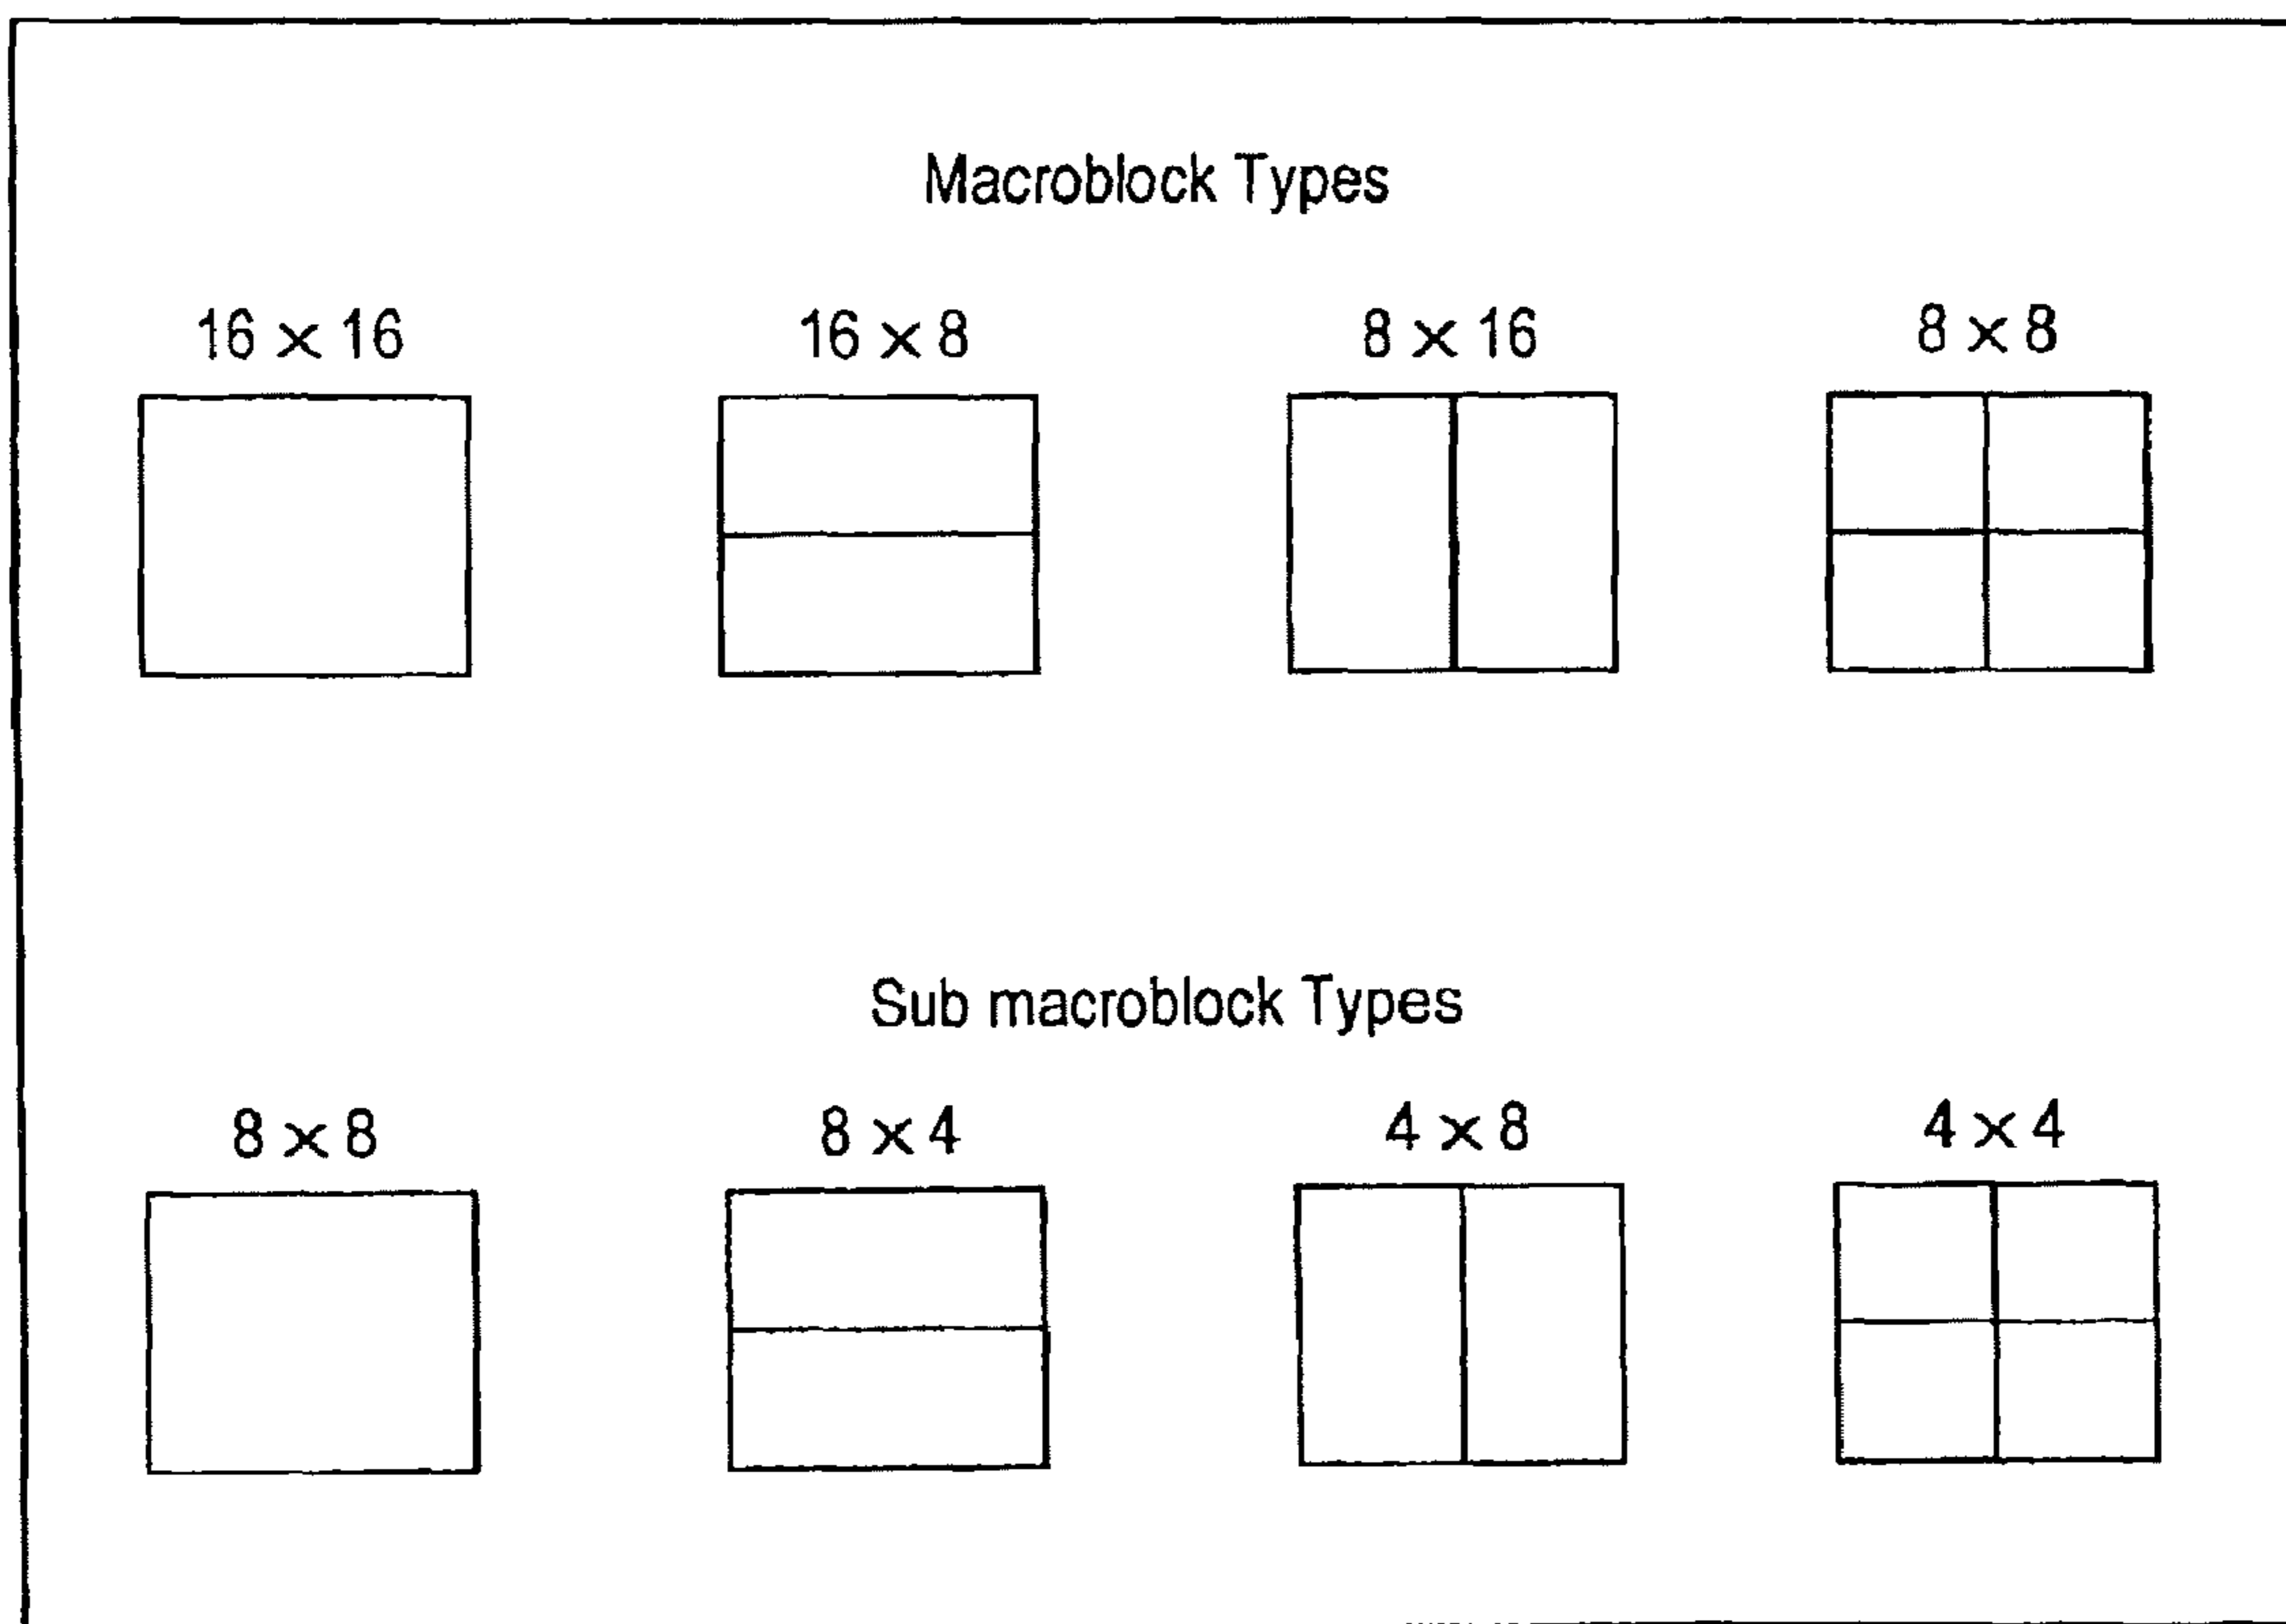 Macroblock Types
16 × 16 16 × 8 8 × 16 8 × 8
Sub macroblock Types
8 × 8 8 × 4 4 × 8 4 × 4